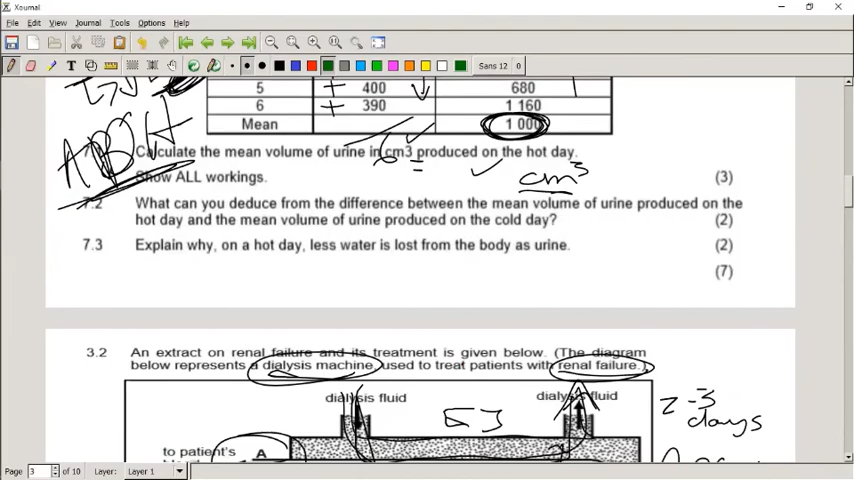 Xournal
File Edit View Journal Tools Options Help
Sans 12 0
5 + 400 680
6 + 390 1 160
Mean 1 000
6
ADH
Calculate the mean volume of urine in cm3 produced on the hot day.
Show ALL workings. cm³ (3)
7.2 What can you deduce from the difference between the mean volume of urine produced on the
hot day and the mean volume of urine produced on the cold day? (2)
7.3 Explain why, on a hot day, less water is lost from the body as urine. (2)
(7)
3.2 An extract on renal failure and its treatment is given below. (The diagram
below represents a dialysis machine, used to treat patients with renal failure.)
dialysis fluid dialysis fluid
2-3
days
to patient's
A
Page 3 of 10 Layer: Layer 1